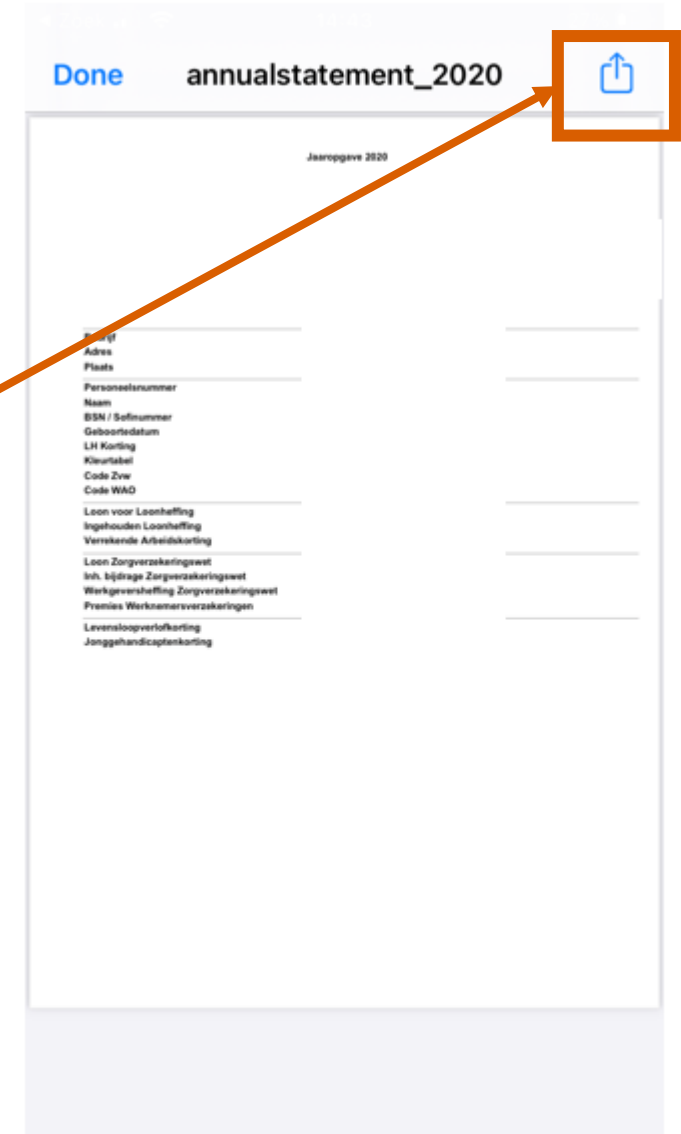 Done annualstatement_2020
Jaaropgave 2020
Adres
Plaats
Personeelsnummer
Naam
BSN / Sofinummer
Geboortedatum
LH Korting
Kleurtabel
Code Zvw
Code WAO
Loon voor Loonheffing
Ingehouden Loonheffing
Verrekende Arbeidskorting
Loon Zorgverzekeringswet
Inh. bijdrage Zorgverzekeringswet
Werkgeversheffing Zorgverzekeringswet
Premies Werknemersverzekeringen
Levensloopverlofkorting
Jonggehandicaptenkorting